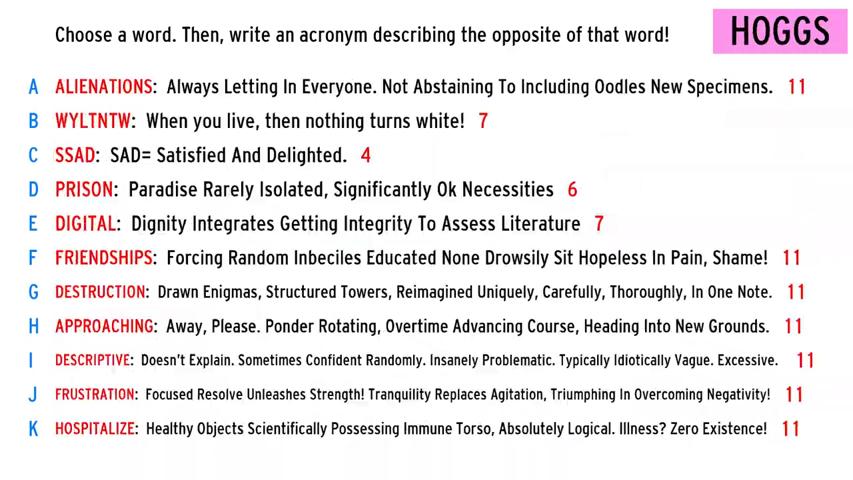 Choose a word. Then, write an acronym describing the opposite of that word!
HOGGS
A ALIENATIONS: Always Letting In Everyone. Not Abstaining To Including Oodles New Specimens. 11
B WYLTNTW: When you live, then nothing turns white! 7
C SSAD: SAD= Satisfied And Delighted. 4
D PRISON: Paradise Rarely Isolated, Significantly Ok Necessities 6
E DIGITAL: Dignity Integrates Getting Integrity To Assess Literature 7
F FRIENDSHIPS: Forcing Random Inbeciles Educated None Drowsily Sit Hopeless In Pain, Shame! 11
G DESTRUCTION: Drawn Enigmas, Structured Towers, Reimagined Uniquely, Carefully, Thoroughly, In One Note. 11
H APPROACHING: Away, Please. Ponder Rotating, Overtime Advancing Course, Heading Into New Grounds. 11
I DESCRIPTIVE: Doesn't Explain. Sometimes Confident Randomly. Insanely Problematic. Typically Idiotically Vague. Excessive. 11
J FRUSTRATION: Focused Resolve Unleashes Strength! Tranquility Replaces Agitation, Triumphing In Overcoming Negativity! 11
K HOSPITALIZE: Healthy Objects Scientifically Possessing Immune Torso, Absolutely Logical. Illness? Zero Existence! 11